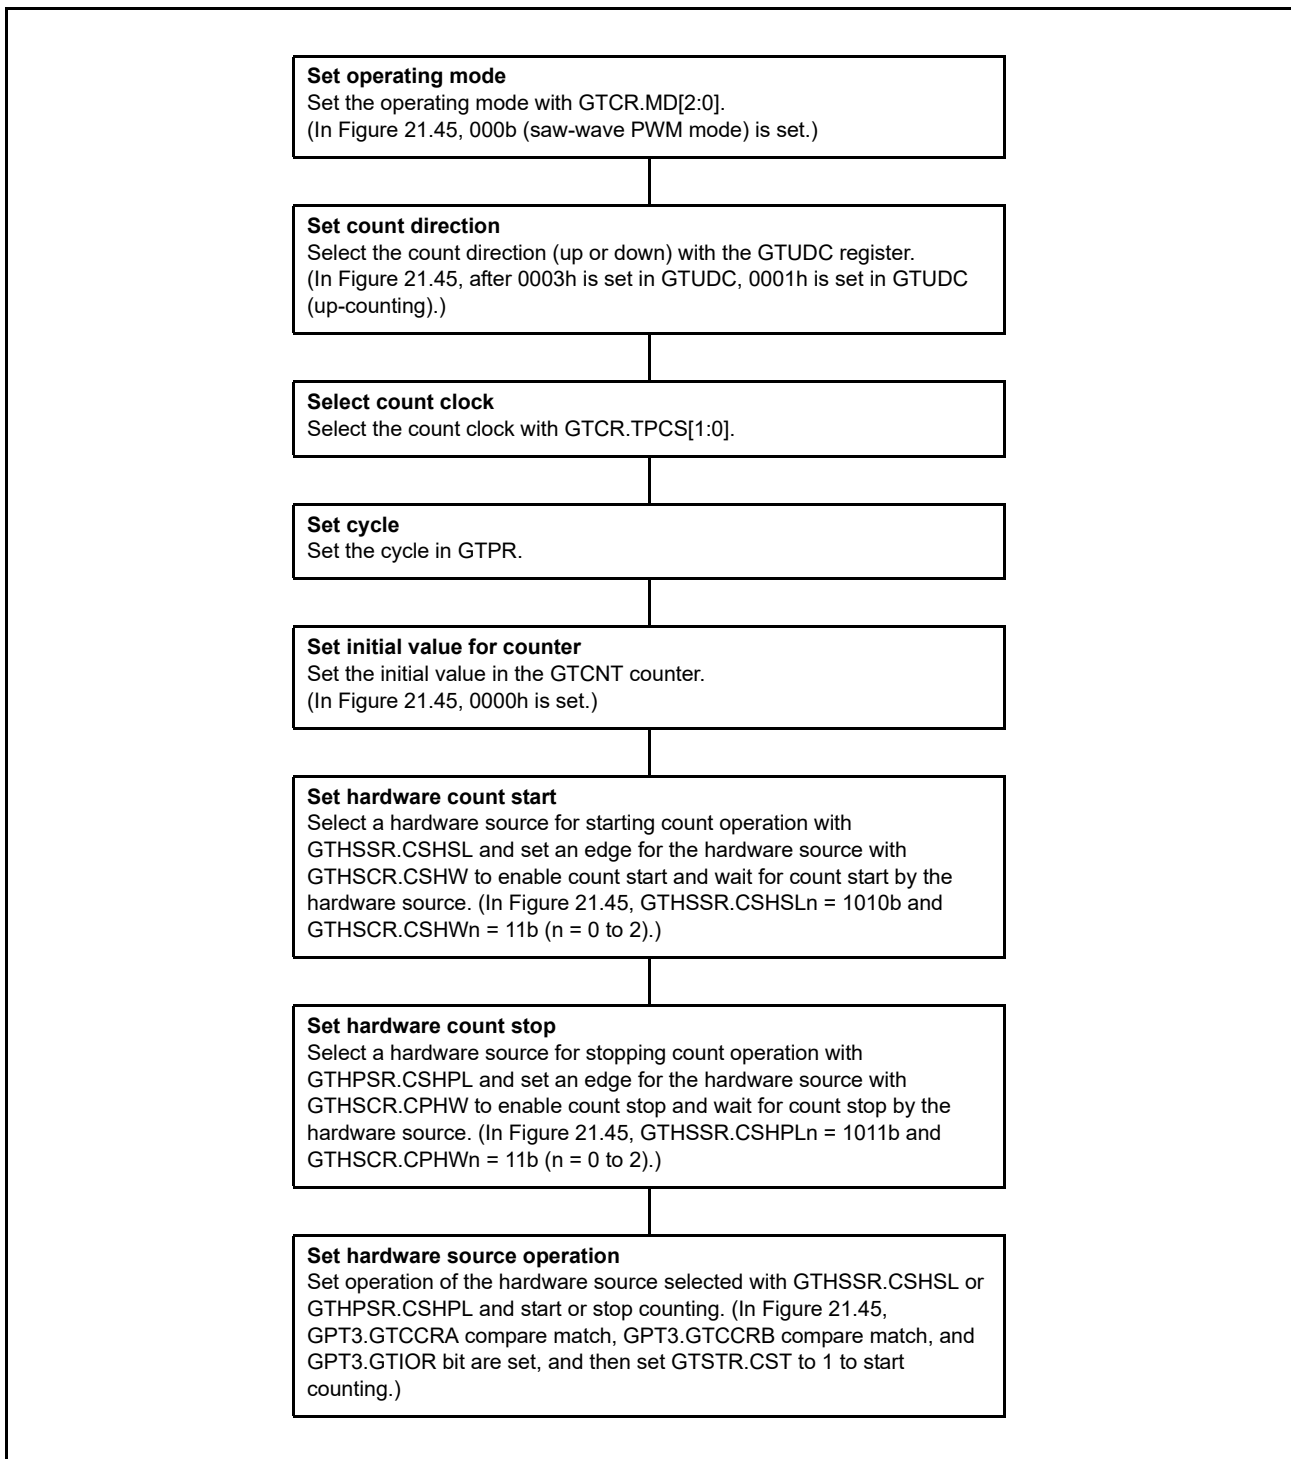 Set operating mode
Set the operating mode with GTCR.MD[2:0].
(In Figure 21.45, 000b (saw-wave PWM mode) is set.)
Set count direction
Select the count direction (up or down) with the GTUDC register.
(In Figure 21.45, after 0003h is set in GTUDC, 0001h is set in GTUDC
(up-counting).)
Select count clock
Select the count clock with GTCR.TPCS[1:0].
Set cycle
Set the cycle in GTPR.
Set initial value for counter
Set the initial value in the GTCNT counter.
(In Figure 21.45, 0000h is set.)
Set hardware count start
Select a hardware source for starting count operation with
GTHSSR.CSHSL and set an edge for the hardware source with
GTHSCR.CSHW to enable count start and wait for count start by the
hardware source. (In Figure 21.45, GTHSSR.CSHSLn = 1010b and
GTHSCR.CSHWn = 11b (n = 0 to 2).)
Set hardware count stop
Select a hardware source for stopping count operation with
GTHPSR.CSHPL and set an edge for the hardware source with
GTHSCR.CPHW to enable count stop and wait for count stop by the
hardware source. (In Figure 21.45, GTHSSR.CSHPLn = 1011b and
GTHSCR.CPHWn = 11b (n = 0 to 2).)
Set hardware source operation
Set operation of the hardware source selected with GTHSSR.CSHSL or
GTHPSR.CSHPL and start or stop counting. (In Figure 21.45,
GPT3.GTCCRA compare match, GPT3.GTCCRB compare match, and
GPT3.GTIOR bit are set, and then set GTSTR.CST to 1 to start
counting.)